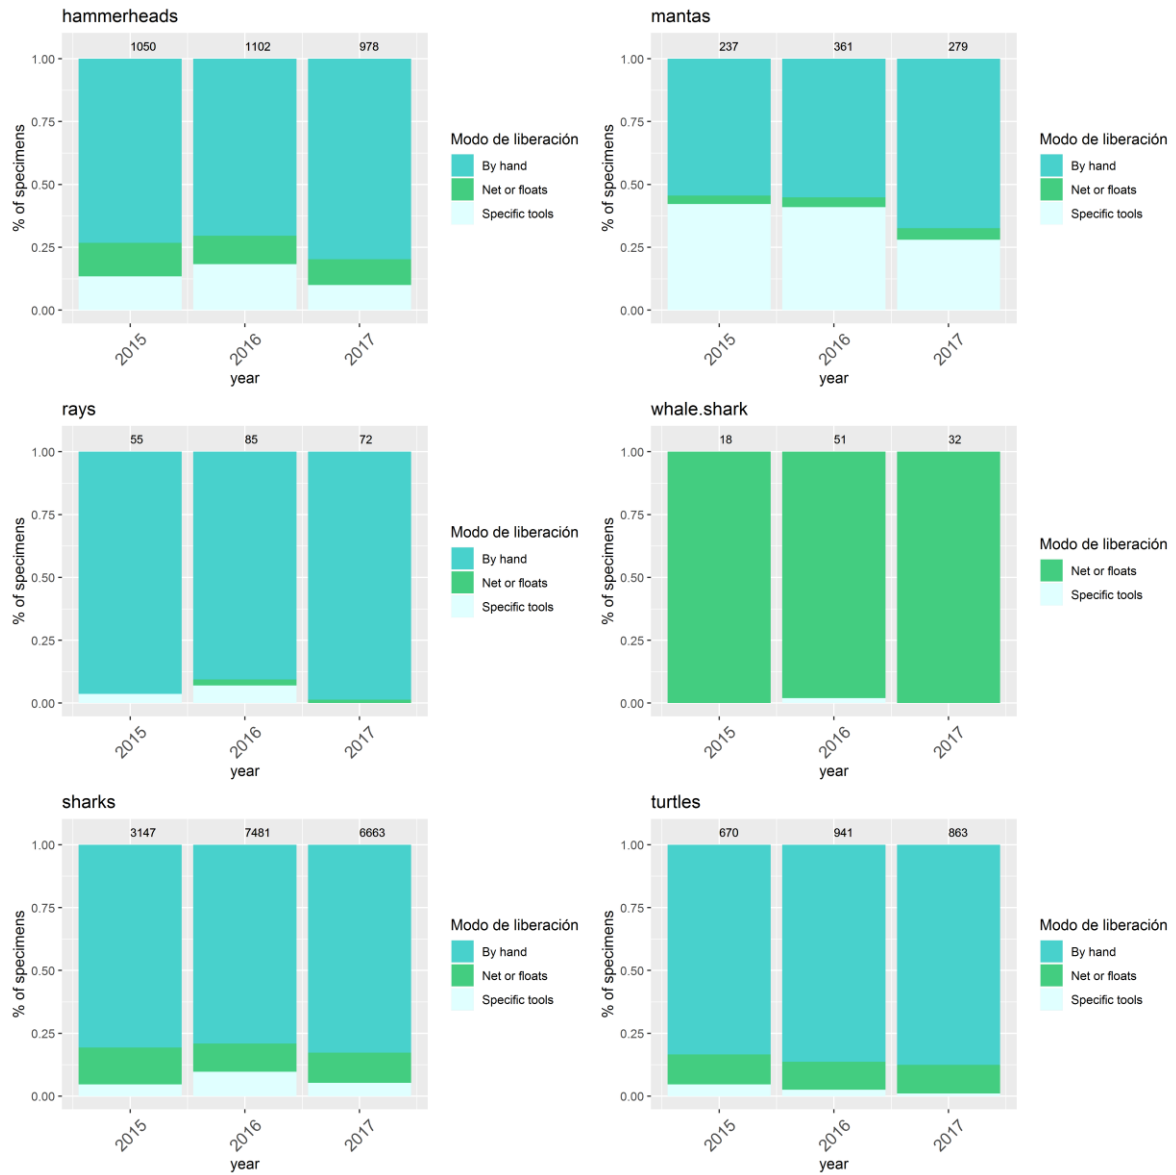 hammerheads
1050 1102 978
1.00
0.75
0.50
0.25
0.00
% of specimens
2015 2016 2017
year
Modo de liberación
By hand
Net or floats
Specific tools
mantas
237 361 279
1.00
0.75
0.50
0.25
0.00
% of specimens
2015 2016 2017
year
Modo de liberación
By hand
Net or floats
Specific tools
rays
55 85 72
1.00
0.75
0.50
0.25
0.00
% of specimens
2015 2016 2017
year
Modo de liberación
By hand
Net or floats
Specific tools
whale.shark
18 51 32
1.00
0.75
0.50
0.25
0.00
% of specimens
2015 2016 2017
year
Modo de liberación
Net or floats
Specific tools
sharks
3147 7481 6663
1.00
0.75
0.50
0.25
0.00
% of specimens
2015 2016 2017
year
Modo de liberación
By hand
Net or floats
Specific tools
turtles
670 941 863
1.00
0.75
0.50
0.25
0.00
% of specimens
2015 2016 2017
year
Modo de liberación
By hand
Net or floats
Specific tools